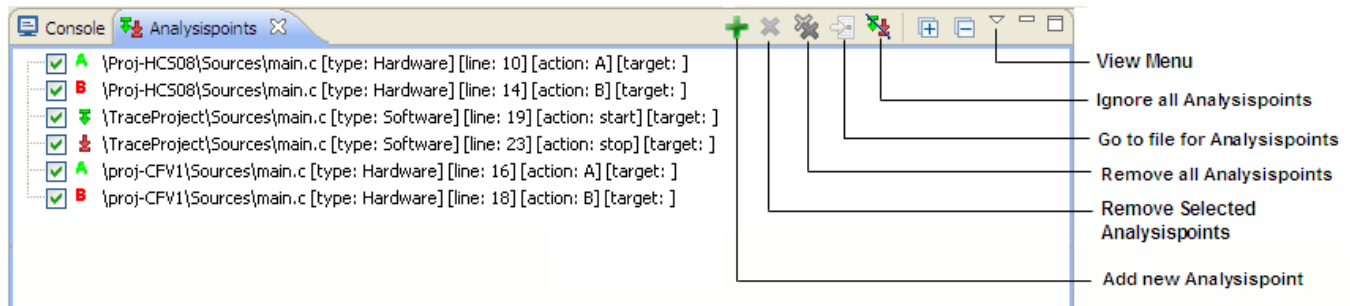 Console Analysispoints
A \Proj-HCS08\Sources\main.c [type: Hardware] [line: 10] [action: A] [target: ]
B \Proj-HCS08\Sources\main.c [type: Hardware] [line: 14] [action: B] [target: ]
\TraceProject\Sources\main.c [type: Software] [line: 19] [action: start] [target: ]
\TraceProject\Sources\main.c [type: Software] [line: 23] [action: stop] [target: ]
A \proj-CFV1\Sources\main.c [type: Hardware] [line: 16] [action: A] [target: ]
B \proj-CFV1\Sources\main.c [type: Hardware] [line: 18] [action: B] [target: ]
View Menu
Ignore all Analysispoints
Go to file for Analysispoints
Remove all Analysispoints
Remove Selected
Analysispoints
Add new Analysispoint